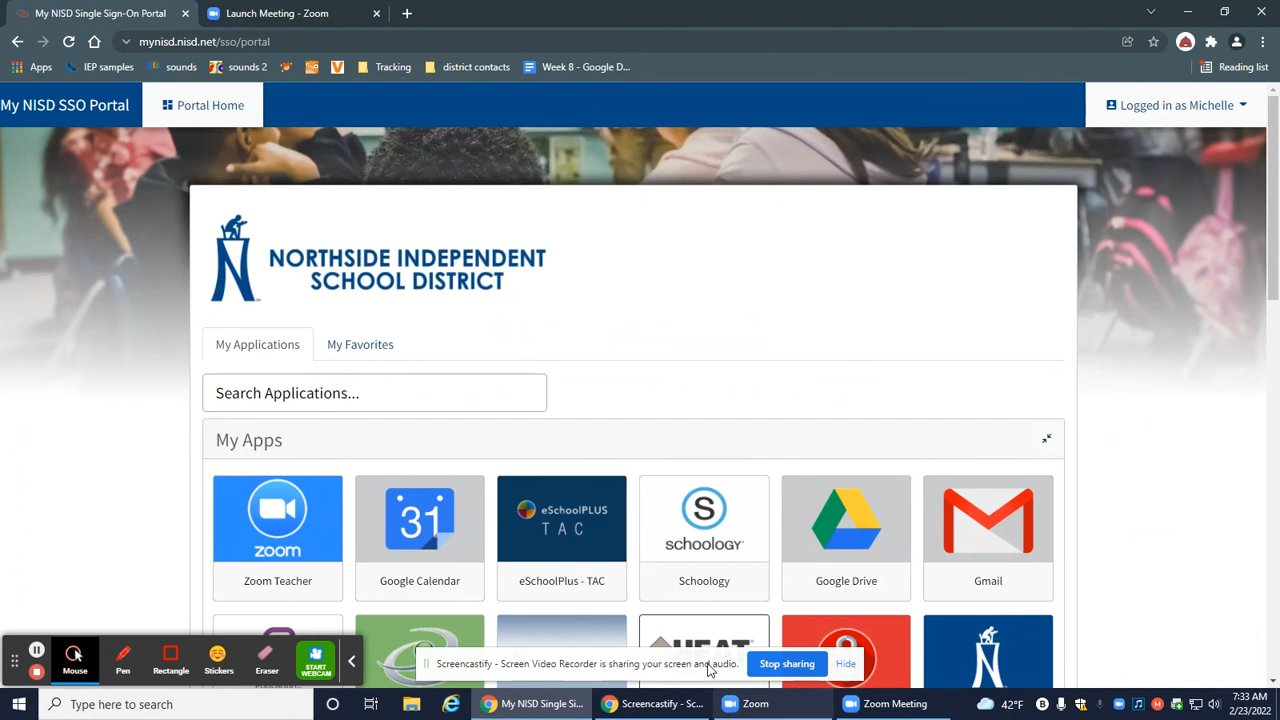 My NISD Single Sign-On Portal
Launch Meeting - Zoom
mynisd.nisd.net/sso/portal
Apps
IEP samples
sounds
sounds 2
Tracking
district contacts
Week 8 - Google D...
Reading list
My NISD SSO Portal
Portal Home
Logged in as Michelle
NORTHSIDE INDEPENDENT
SCHOOL DISTRICT
My Applications
My Favorites
Search Applications...
My Apps
zoom
31
eSchoolPLUS
TAC
S
schoology
Zoom Teacher
Google Calendar
eSchoolPlus - TAC
Schoology
Google Drive
Gmail
HEAT
Mouse
Pen
Rectangle
Stickers
Eraser
START
WEBCAM
Screencastify - Screen Video Recorder is sharing your screen and audio.
Stop sharing
Hide
Type here to search
My NISD Single Si...
Screencastify - Sc...
Zoom
Zoom Meeting
42°F
7:33 AM
2/23/2022